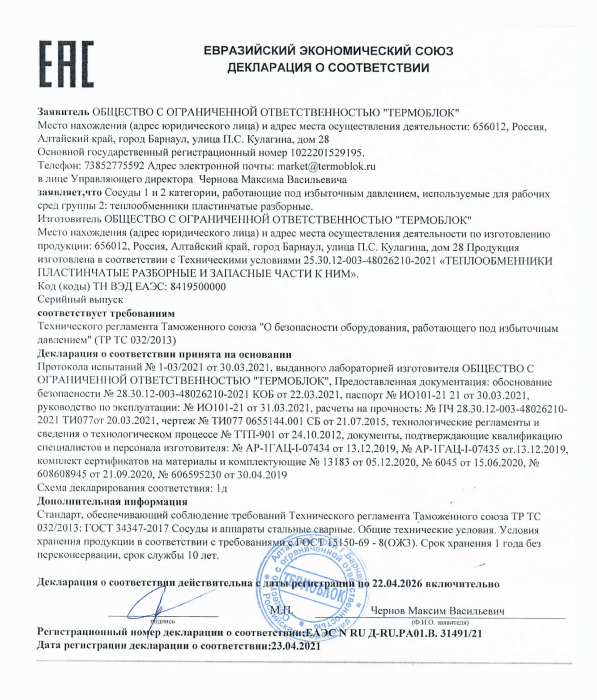 ЕАС
ЕВРАЗИЙСКИЙ ЭКОНОМИЧЕСКИЙ СОЮЗ
ДЕКЛАРАЦИЯ О СООТВЕТСТВИИ
Заявитель ОБЩЕСТВО С ОГРАНИЧЕННОЙ ОТВЕТСТВЕННОСТЬЮ "ТЕРМОБЛОК"
Место нахождения (адрес юридического лица) и адрес места осуществления деятельности: 656012, Россия,
Алтайский край, город Барнаул, улица П.С. Кулагина, дом 28
Основной государственный регистрационный номер 1022201529195.
Телефон: 73852775592 Адрес электронной почты: market@termoblok.ru
в лице Управляющего директора Чернова Максима Васильевича
заявляет,что Сосуды 1 и 2 категории, работающие под избыточным давлением, используемые для рабочих
сред группы 2: теплообменники пластинчатые разборные.
Изготовитель ОБЩЕСТВО С ОГРАНИЧЕННОЙ ОТВЕТСТВЕННОСТЬЮ "ТЕРМОБЛОК"
Место нахождения (адрес юридического лица) и адрес места осуществления деятельности по изготовлению
продукции: 656012, Россия, Алтайский край, город Барнаул, улица П.С. Кулагина, дом 28 Продукция
изготовлена в соответствии с Техническими условиями 25.30.12-003-48026210-2021 «ТЕПЛООБМЕННИКИ
ПЛАСТИНЧАТЫЕ РАЗБОРНЫЕ И ЗАПАСНЫЕ ЧАСТИ К НИМ».
Код (коды) ТН ВЭД ЕАЭС: 8419500000
Серийный выпуск
соответствует требованиям
Технического регламента Таможенного союза "О безопасности оборудования, работающего под избыточным
давлением" (ТР ТС 032/2013)
Декларация о соответствии принята на основании
Протокола испытаний № 1-03/2021 от 30.03.2021, выданного лабораторией изготовителя ОБЩЕСТВО С
ОГРАНИЧЕННОЙ ОТВЕТСТВЕННОСТЬЮ "ТЕРМОБЛОК", Предоставленная документация: обоснование
безопасности № 28.30.12-003-48026210-2021 КОБ от 22.03.2021, паспорт № ИО101-21 21 от 30.03.2021,
руководство по эксплуатации: № ИО101-21 от 31.03.2021, расчеты на прочность: № ПЧ 28.30.12-003-48026210-
2021 ТИ077от 20.03.2021, чертеж № ТИ077 0655144.001 СБ от 21.07.2015, технологические регламенты и
сведения о технологическом процессе № ТТП-901 от 24.10.2012, документы, подтверждающие квалификацию
специалистов и персонала изготовителя: № АР-1ГАЦ-I-07434 от 13.12.2019, № АР-1ГАЦ-I-07435 от.13.12.2019,
комплект сертификатов на материалы и комплектующие № 13183 от 05.12.2020, № 6045 от 15.06.2020, №
608608945 от 21.09.2020, № 606595230 от 30.04.2019
Схема декларирования соответствия: 1д
Дополнительная информация
Стандарт, обеспечивающий соблюдение требований Технического регламента Таможенного союза ТР ТС
032/2013: ГОСТ 34347-2017 Сосуды и аппараты стальные сварные. Общие технические условия. Условия
хранения продукции в соответствии с требованиями с ГОСТ 15150-69 - 8(ОЖ3). Срок хранения 1 года без
переконсервации, срок службы 10 лет.
Декларация о соответствии действительна с даты регистрации по 22.04.2026 включительно
ТЕРМОБЛОК
М.П.
Чернов Максим Васильевич
подпись
(Ф.И.О. заявителя)
Регистрационный номер декларации о соответствии:ЕАЭС N RU Д-RU.РА01.В. 31491/21
Дата регистрации декларации о соответствии:23.04.2021